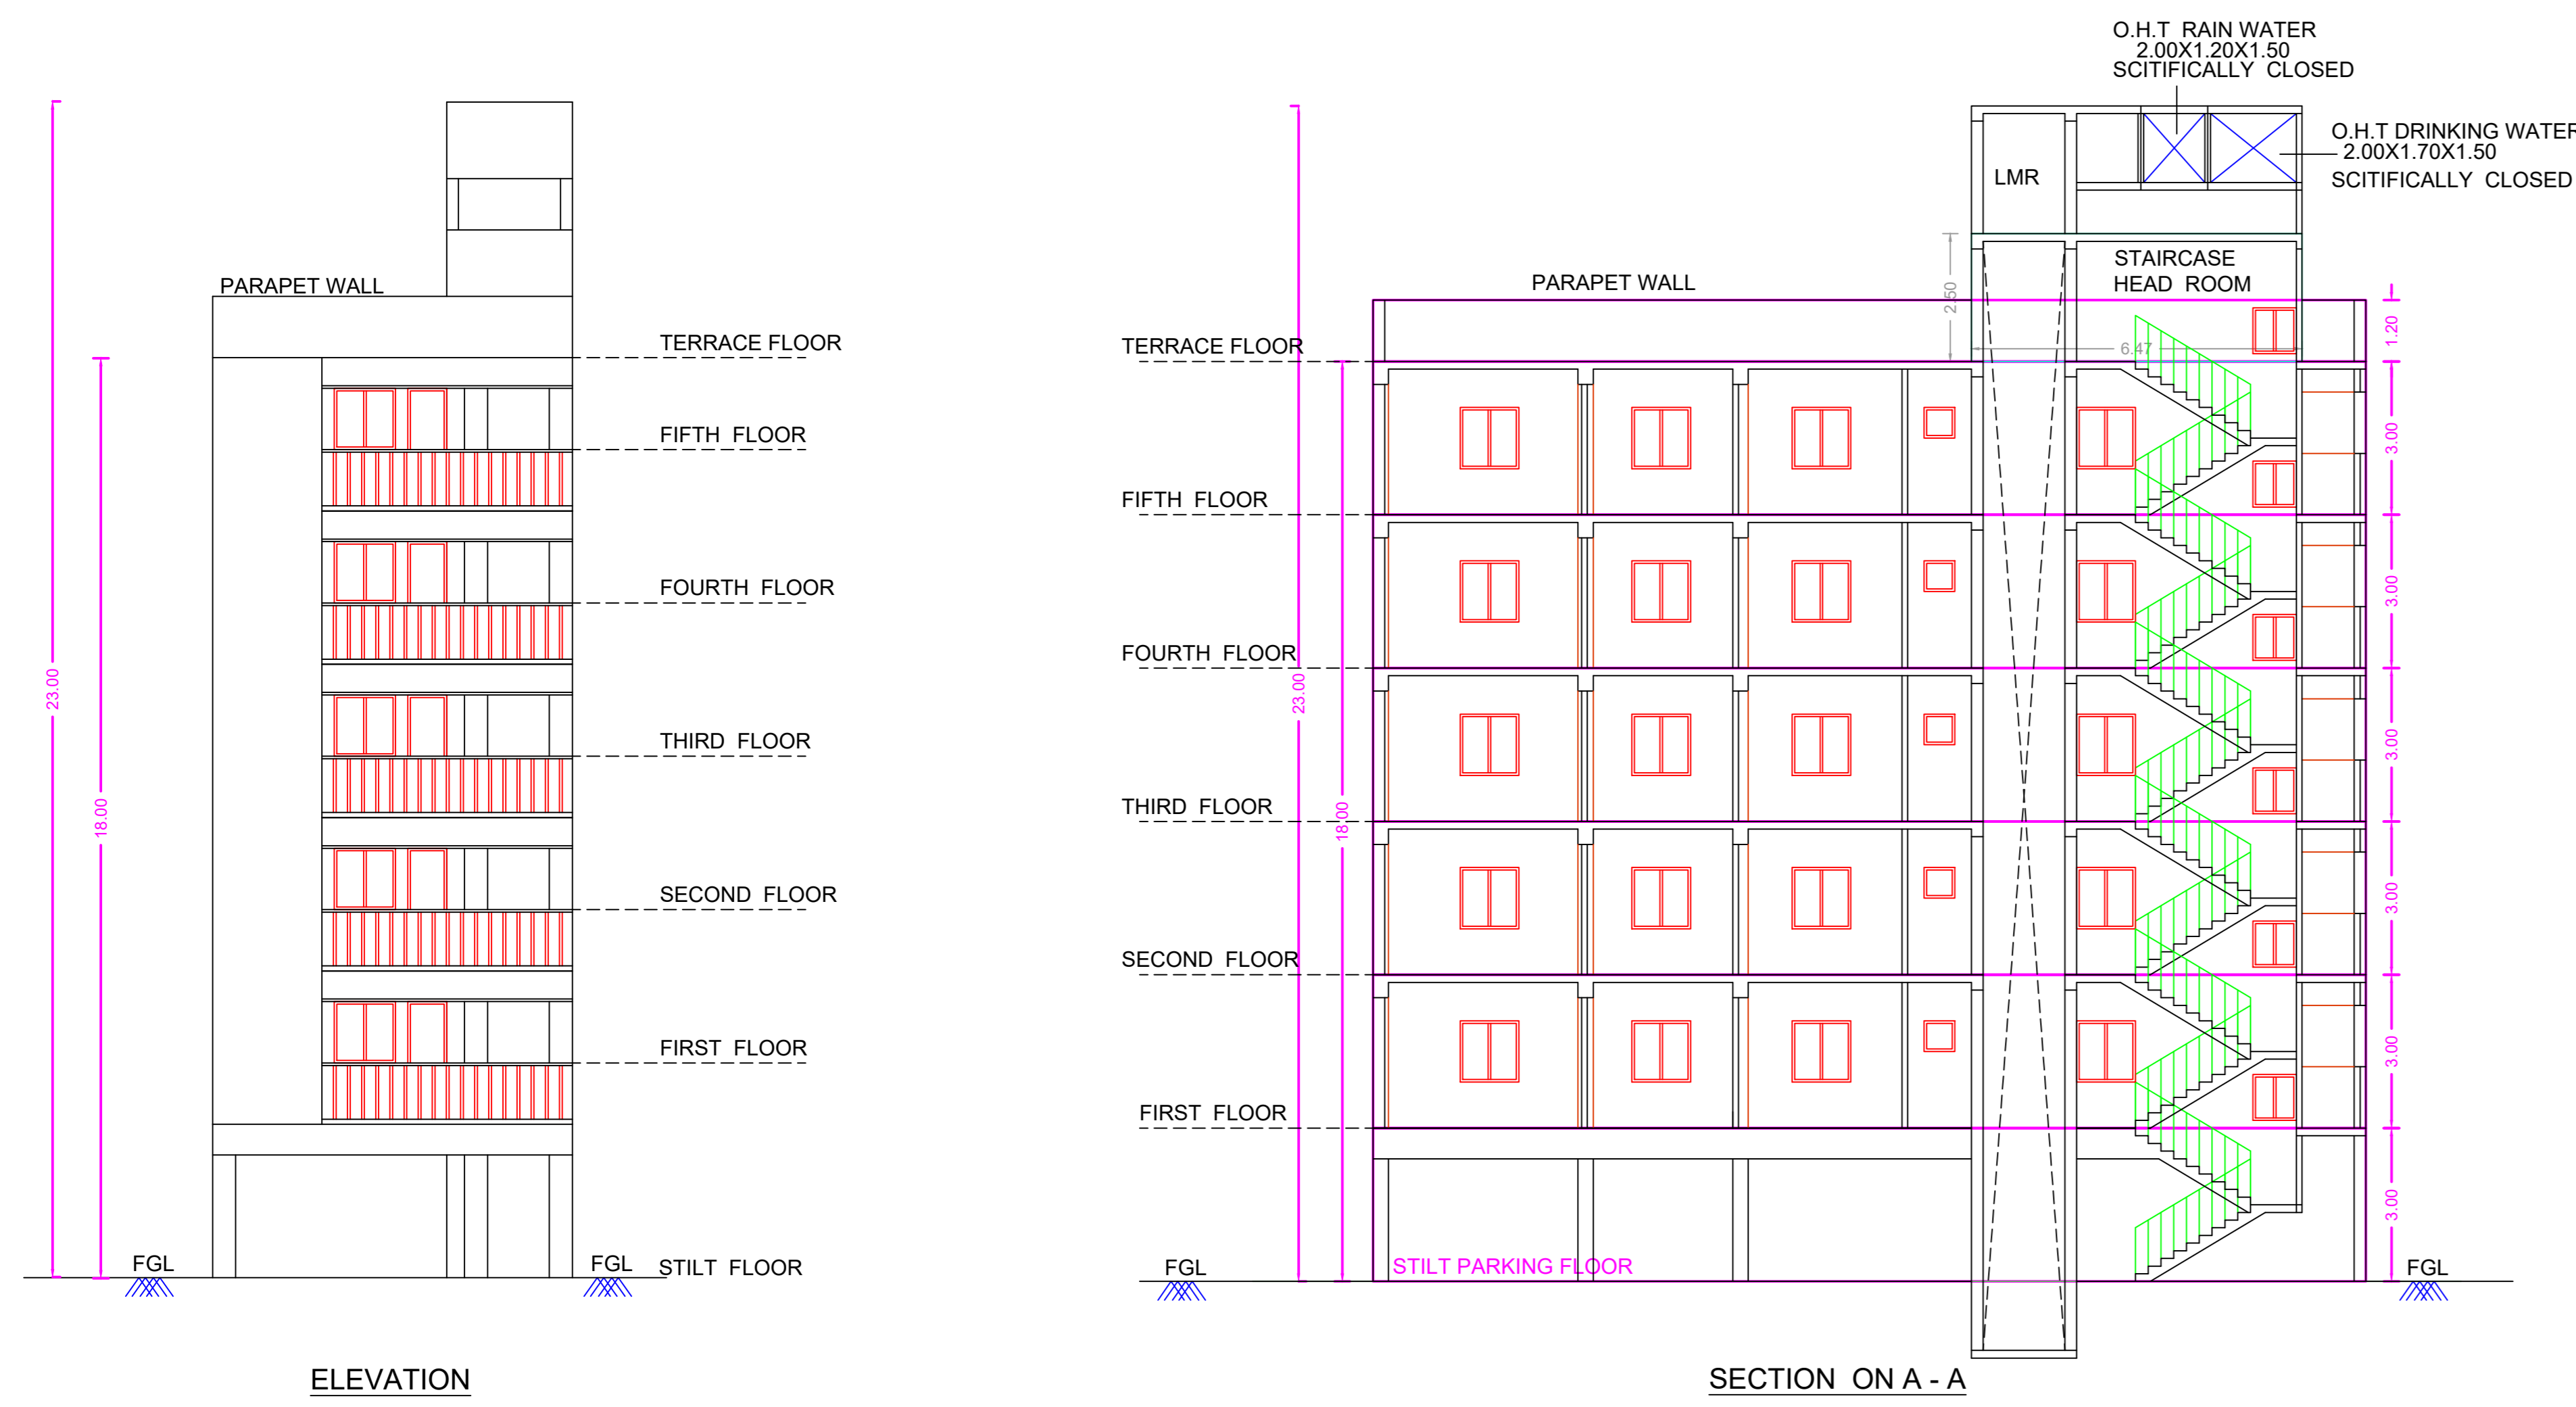 23.00
18.00
PARAPET WALL
TERRACE FLOOR
FIFTH FLOOR
FOURTH FLOOR
THIRD FLOOR
SECOND FLOOR
FIRST FLOOR
FGL
FGL
STILT FLOOR
ELEVATION
O.H.T RAIN WATER
2.00X1.20X1.50
SCITIFICALLY CLOSED
O.H.T DRINKING WATER
2.00X1.70X1.50
SCITIFICALLY CLOSED
LMR
STAIRCASE
HEAD ROOM
PARAPET WALL
2.50
6.47
1.20
TERRACE FLOOR
3.00
FIFTH FLOOR
3.00
FOURTH FLOOR
23.00
3.00
THIRD FLOOR
18.00
3.00
SECOND FLOOR
3.00
FIRST FLOOR
3.00
FGL
STILT PARKING FLOOR
FGL
SECTION ON A - A